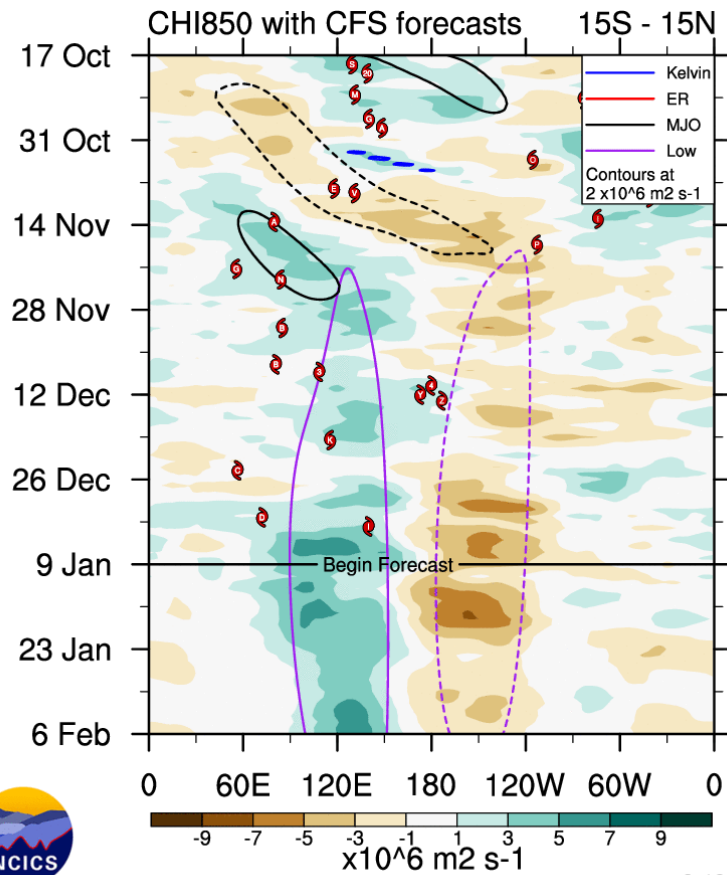 CHI850 with CFS forecasts 15S - 15N
17 Oct
31 Oct
14 Nov
28 Nov
12 Dec
26 Dec
9 Jan
23 Jan
6 Feb
Kelvin
ER
MJO
Low
Contours at
2 x10^6 m2 s-1
S
20
M
G
A
O
E
V
I
A
P
G
N
B
B
3
4
Y
Z
K
C
D
I
Begin Forecast
0 60E 120E 180 120W 60W 0
-9 -7 -5 -3 -1 1 3 5 7 9
x10^6 m2 s-1
NCICS